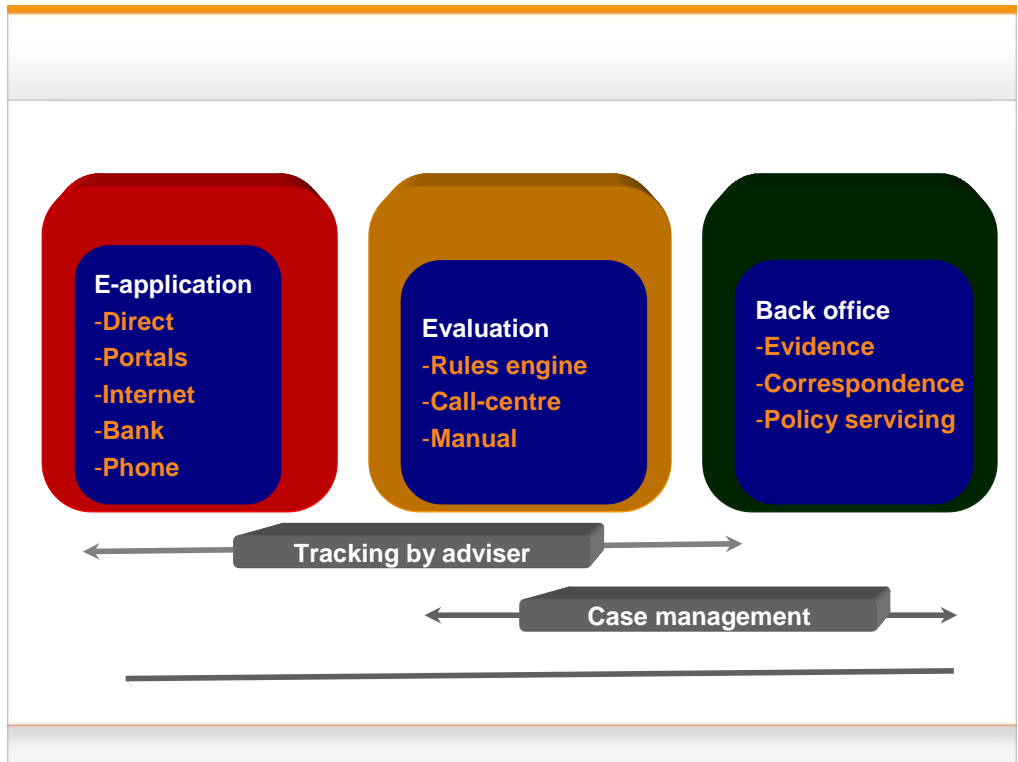 E-application
-Direct
-Portals
-Internet
-Bank
-Phone
Evaluation
-Rules engine
-Call-centre
-Manual
Back office
-Evidence
-Correspondence
-Policy servicing
Tracking by adviser
Case management